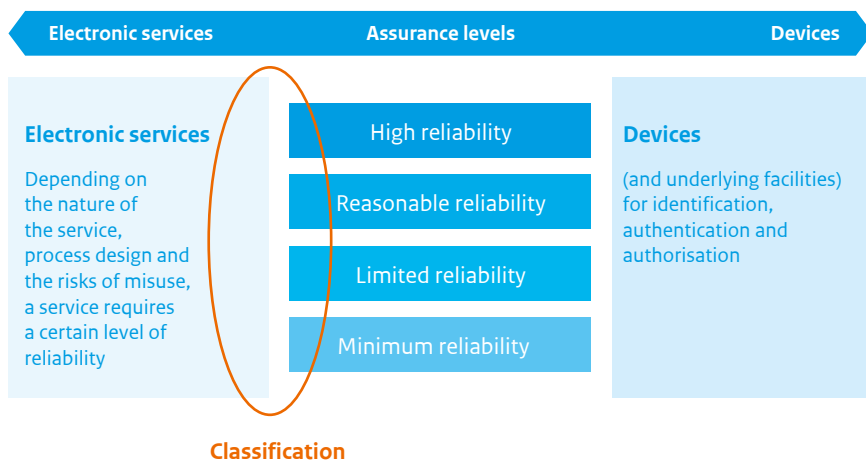 Electronic services
Assurance levels
Devices
Electronic services
Depending on
the nature of
the service,
process design and
the risks of misuse,
a service requires
a certain level of
reliability
High reliability
Reasonable reliability
Limited reliability
Minimum reliability
Devices
(and underlying facilities)
for identification,
authentication and
authorisation
Classification